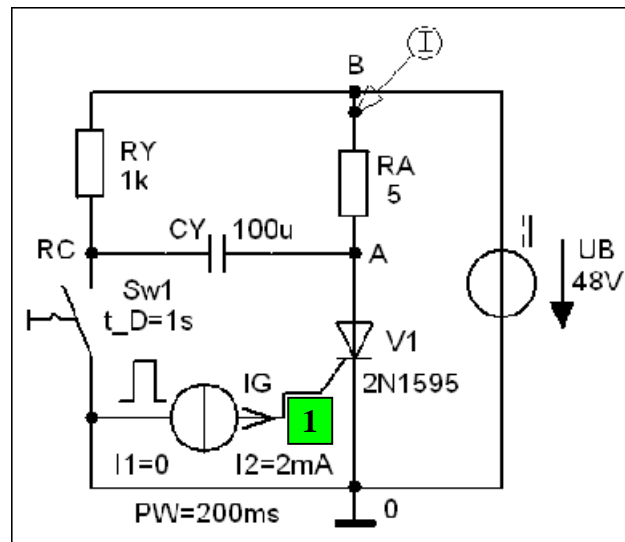 I
B
RY
1k
RA
5
CY 100u
RC
A
UB
48V
Sw1
t_D=1s
V1
2N1595
IG
1
I1=0
I2=2mA
PW=200ms
0